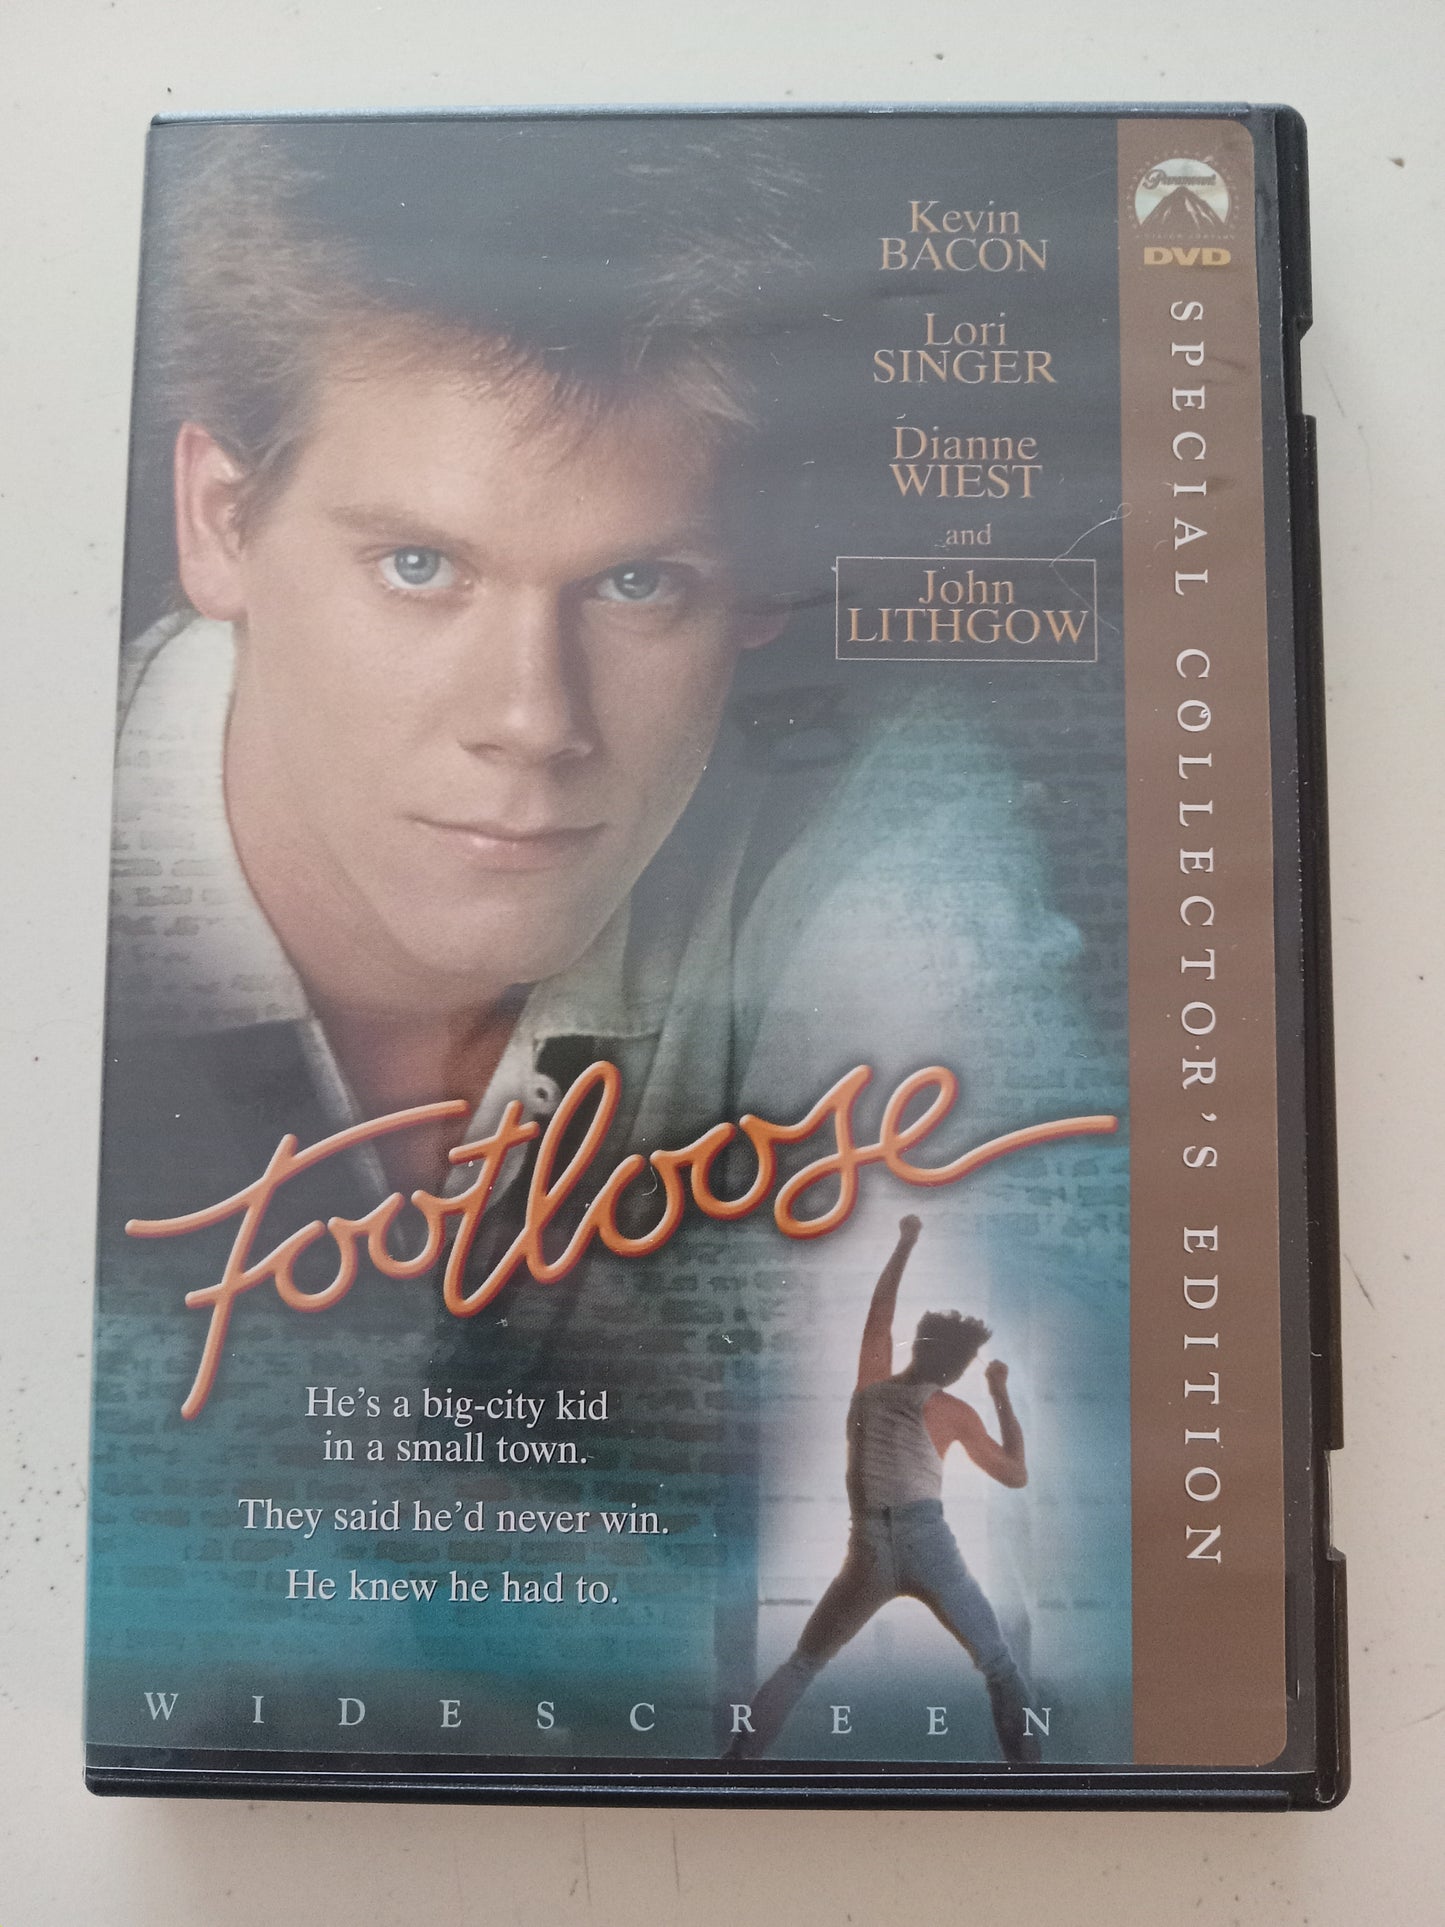 Kevin
BACON
Lori
SINGER
Dianne
WIEST
and
John
LITHGOW
Paramount
DVD
SPECIAL COLLECTOR'S EDITION
Footloose
He's a big-city kid
in a small town.
They said he'd never win.
He knew he had to.
WIDESCREEN